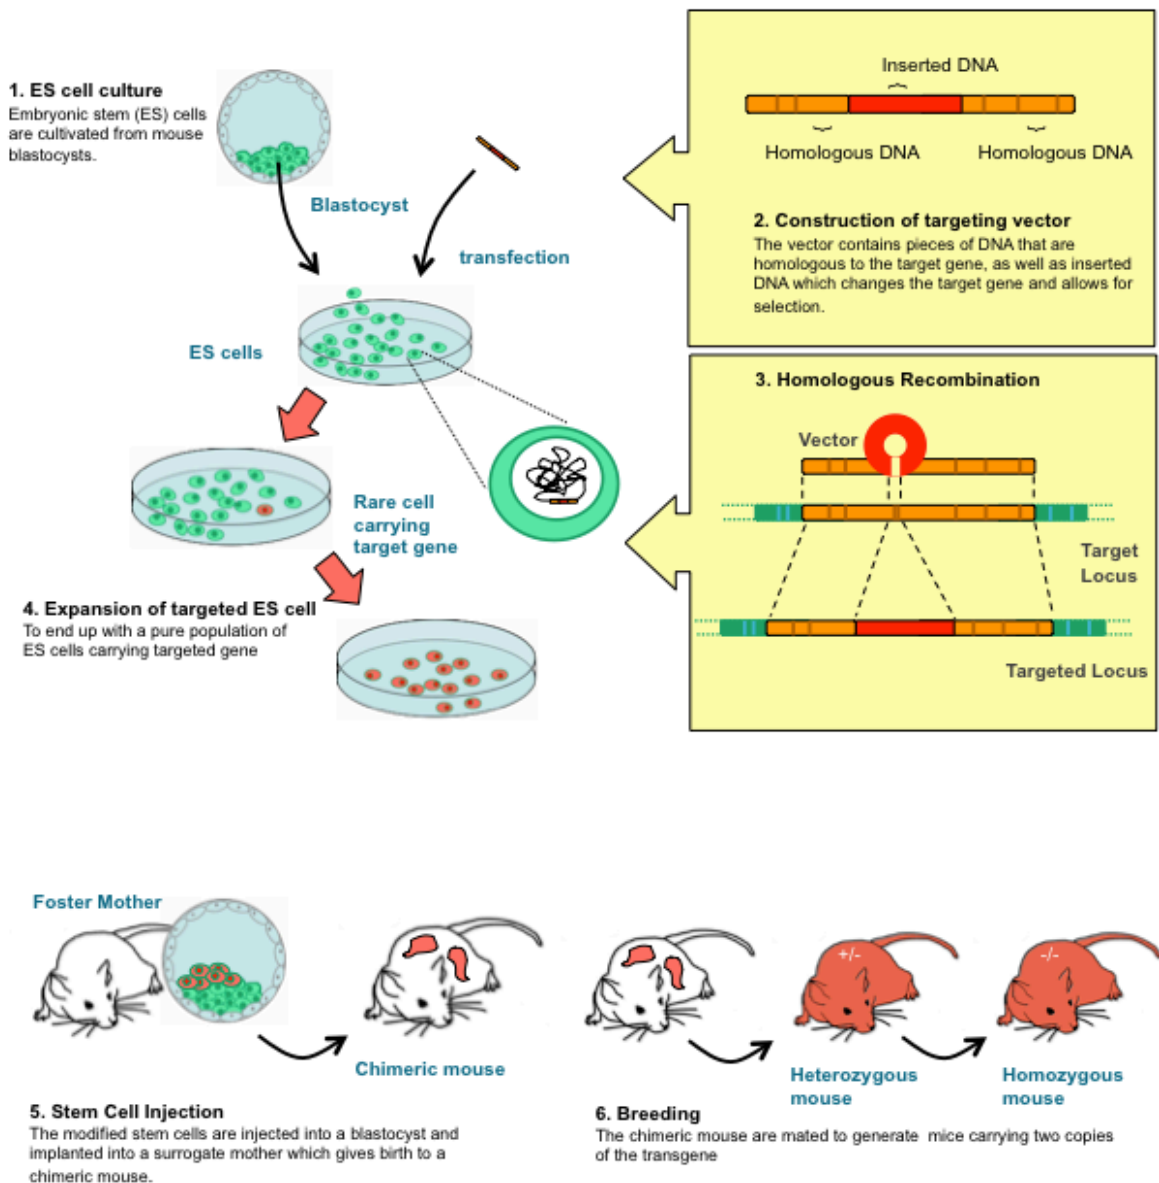 1. ES cell culture
Embryonic stem (ES) cells
are cultivated from mouse
blastocysts.
Blastocyst
transfection
ES cells
Inserted DNA
Homologous DNA
Homologous DNA
2. Construction of targeting vector
The vector contains pieces of DNA that are
homologous to the target gene, as well as inserted
DNA which changes the target gene and allows for
selection.
3. Homologous Recombination
Vector
Target
Locus
Targeted Locus
Rare cell
carrying
target gene
4. Expansion of targeted ES cell
To end up with a pure population of
ES cells carrying targeted gene
Foster Mother
Chimeric mouse
5. Stem Cell Injection
The modified stem cells are injected into a blastocyst and
implanted into a surrogate mother which gives birth to a
chimeric mouse.
+/-
-/-
Heterozygous
mouse
Homozygous
mouse
6. Breeding
The chimeric mouse are mated to generate mice carrying two copies
of the transgene